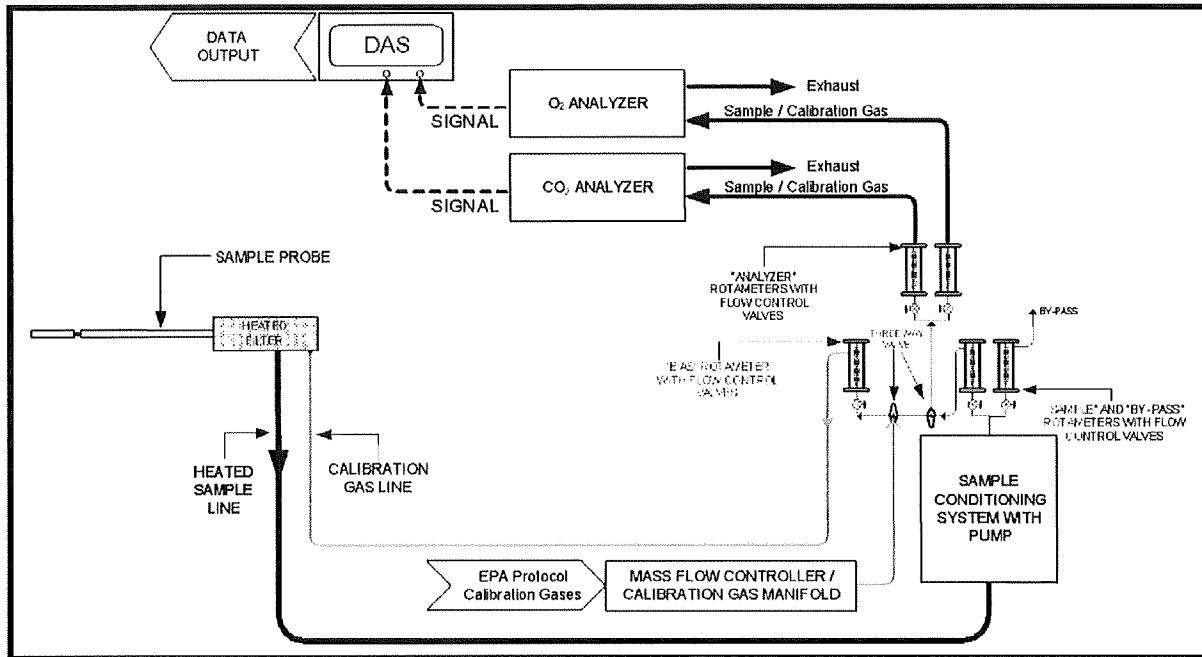 DATA
OUTPUT
DAS
O₂ ANALYZER
Exhaust
Sample / Calibration Gas
SIGNAL
CO₂ ANALYZER
Exhaust
Sample / Calibration Gas
SIGNAL
SAMPLE PROBE
HEATED
FILTER
"ANALYZER"
ROTAMETERS WITH
FLOW CONTROL
VALVES
BY-PASS
THREE WAY
VALVE
"BIAS" ROTAMETER
WITH FLOW CONTROL
VALVES
"SAMPLE" AND "BY-PASS"
ROTAMETERS WITH FLOW
CONTROL VALVES
HEATED
SAMPLE
LINE
CALIBRATION
GAS LINE
SAMPLE
CONDITIONING
SYSTEM WITH
PUMP
EPA Protocol
Calibration Gases
MASS FLOW CONTROLLER /
CALIBRATION GAS MANIFOLD